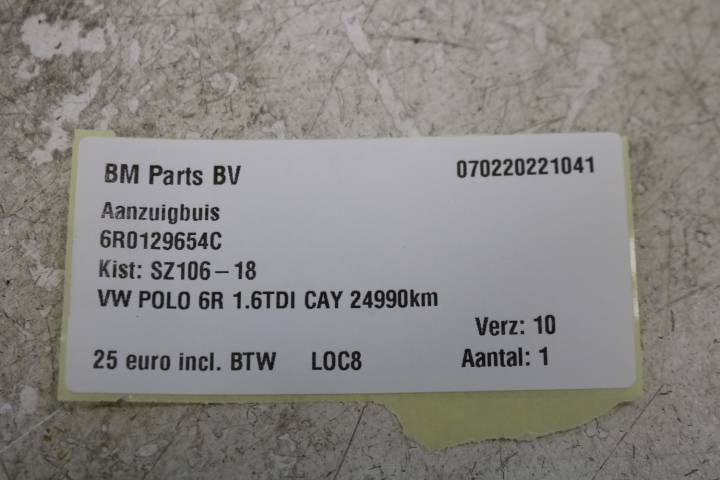 BM Parts BV 070220221041
Aanzuigbuis
6R0129654C
Kist: SZ106-18
VW POLO 6R 1.6TDI CAY 24990km
Verz: 10
25 euro incl. BTW LOC8 Aantal: 1